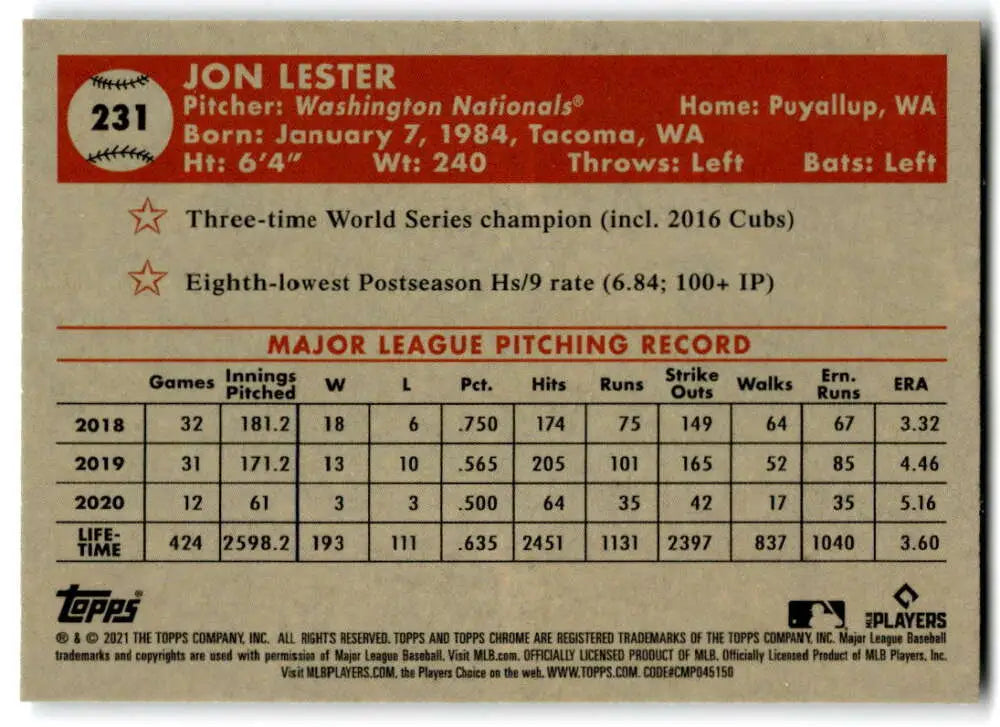 231
JON LESTER
Pitcher: Washington Nationals® Home: Puyallup, WA
Born: January 7, 1984, Tacoma, WA
Ht: 6'4" Wt: 240 Throws: Left Bats: Left
Three-time World Series champion (incl. 2016 Cubs)
Eighth-lowest Postseason Hs/9 rate (6.84; 100+ IP)
MAJOR LEAGUE PITCHING RECORD
Games Innings Pitched W L Pct. Hits Runs Strike Outs Walks Ern. Runs ERA
2018 32 181.2 18 6 .750 174 75 149 64 67 3.32
2019 31 171.2 13 10 .565 205 101 165 52 85 4.46
2020 12 61 3 3 .500 64 35 42 17 35 5.16
LIFE-TIME 424 2598.2 193 111 .635 2451 1131 2397 837 1040 3.60
Topps® MLB PLAYERS
® & © 2021 THE TOPPS COMPANY, INC. ALL RIGHTS RESERVED. TOPPS AND TOPPS CHROME ARE REGISTERED TRADEMARKS OF THE TOPPS COMPANY, INC. Major League Baseball
trademarks and copyrights are used with permission of Major League Baseball. Visit MLB.com. OFFICIALLY LICENSED PRODUCT OF MLB. Officially Licensed Product of MLB Players, Inc.
Visit MLBPLAYERS.COM, the Players Choice on the web. WWW.TOPPS.COM. CODE#CMP045150